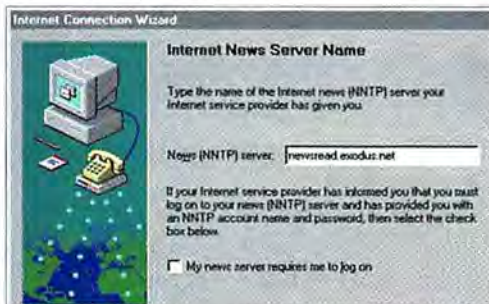 Internet Connection Wizard
Internet News Server Name
Type the name of the Internet news (NNTP) server your
Internet service provider has given you.
News (NNTP) server: newsread.exodus.net
If your Internet service provider has informed you that you must
log on to your news (NNTP) server and has provided you with
an NNTP account name and password, then select the check
box below.
My news server requires me to log on